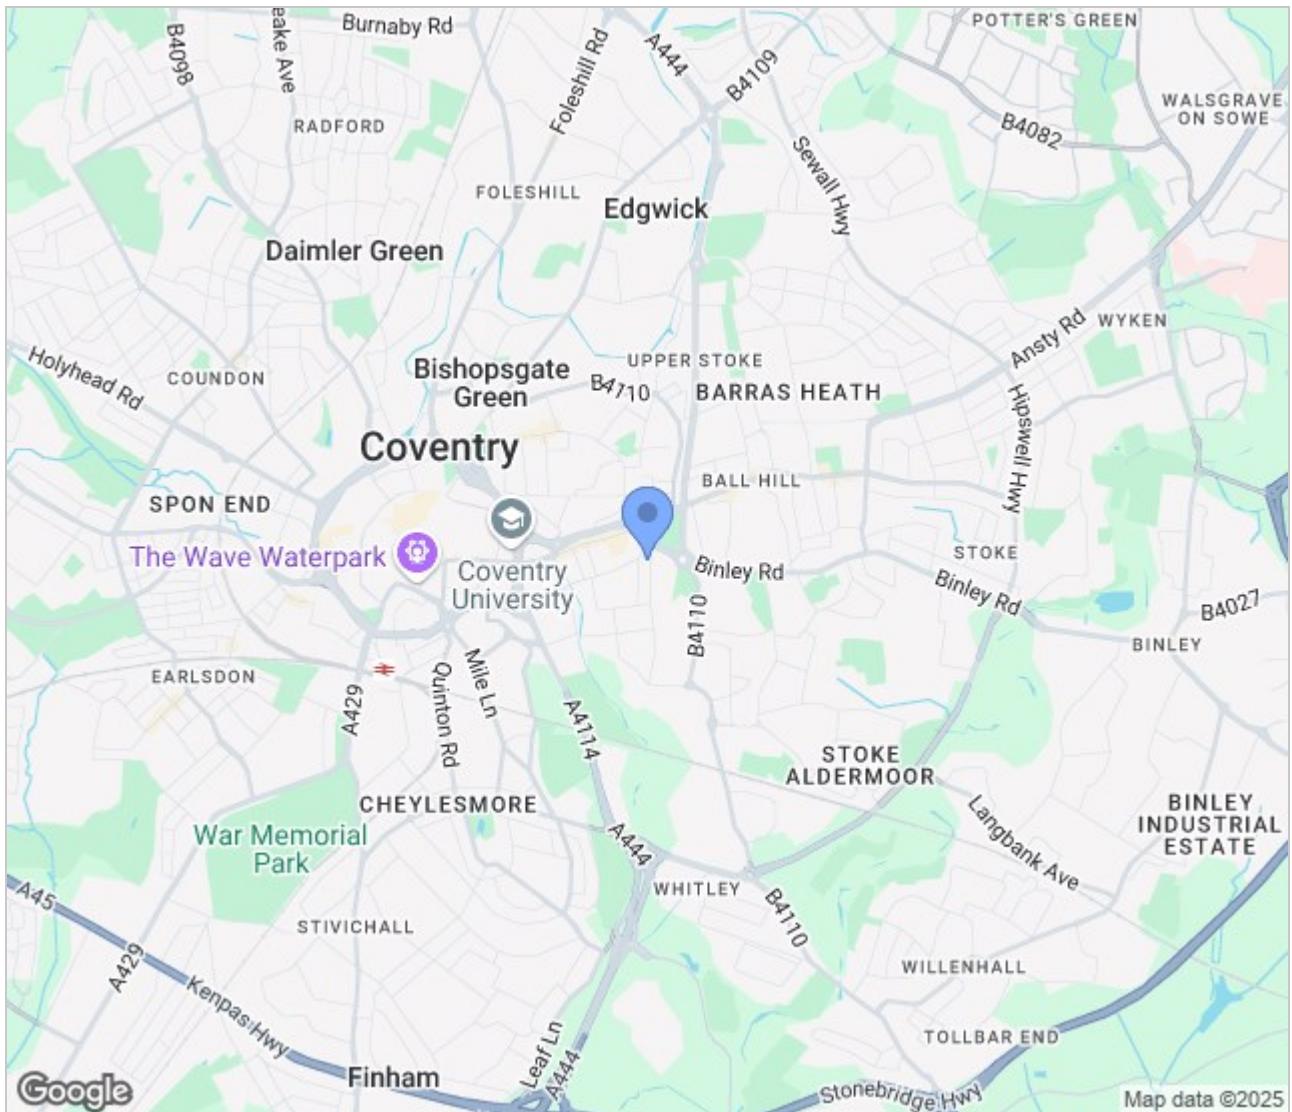 POTTER'S GREEN
Burnaby Rd
eake Ave
B4098
Foleshill Rd
A444
B4109
WALSGRAVE
ON SOWE
RADFORD
B4082
Sewall Hwy
FOLESHILL
Edgwick
Daimler Green
WYKEN
Ansty Rd
Holyhead Rd
COUNDON
Bishopsgate
Green
UPPER STOKE
B4110
BARRAS HEATH
Hipswell Hwy
Coventry
BALL HILL
SPON END
The Wave Waterpark
Coventry
University
Binley Rd
STOKE
Binley Rd
B4027
B4110
BINLEY
EARLSDON
A429
Quinton Rd
Mile Ln
A4114
STOKE
ALDERMOOR
CHEYLESMORE
Langbank Ave
BINLEY
INDUSTRIAL
ESTATE
War Memorial
Park
A444
WHITLEY
A45
B4110
STIVICHALL
A429
WILLENHALL
Kenpas Hwy
TOLLBAR END
Leaf Ln
A444
Finham
Stonebridge Hwy
Google
Map data ©2025